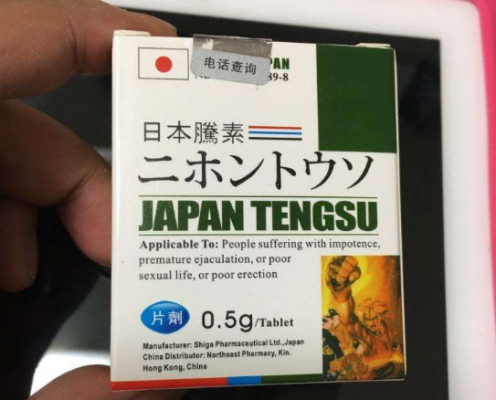 电话查询
PAN
89-8
日本騰素
ニホントウソ
JAPAN TENGSU
Applicable To: People suffering with impotence,
premature ejaculation, or poor
sexual life, or poor erection
片劑
0.5g/Tablet
Manufacturer: Shiga Pharmaceutical Ltd.,Japan
China Distributor: Northeast Pharmacy, Kin.
Hong Kong, China